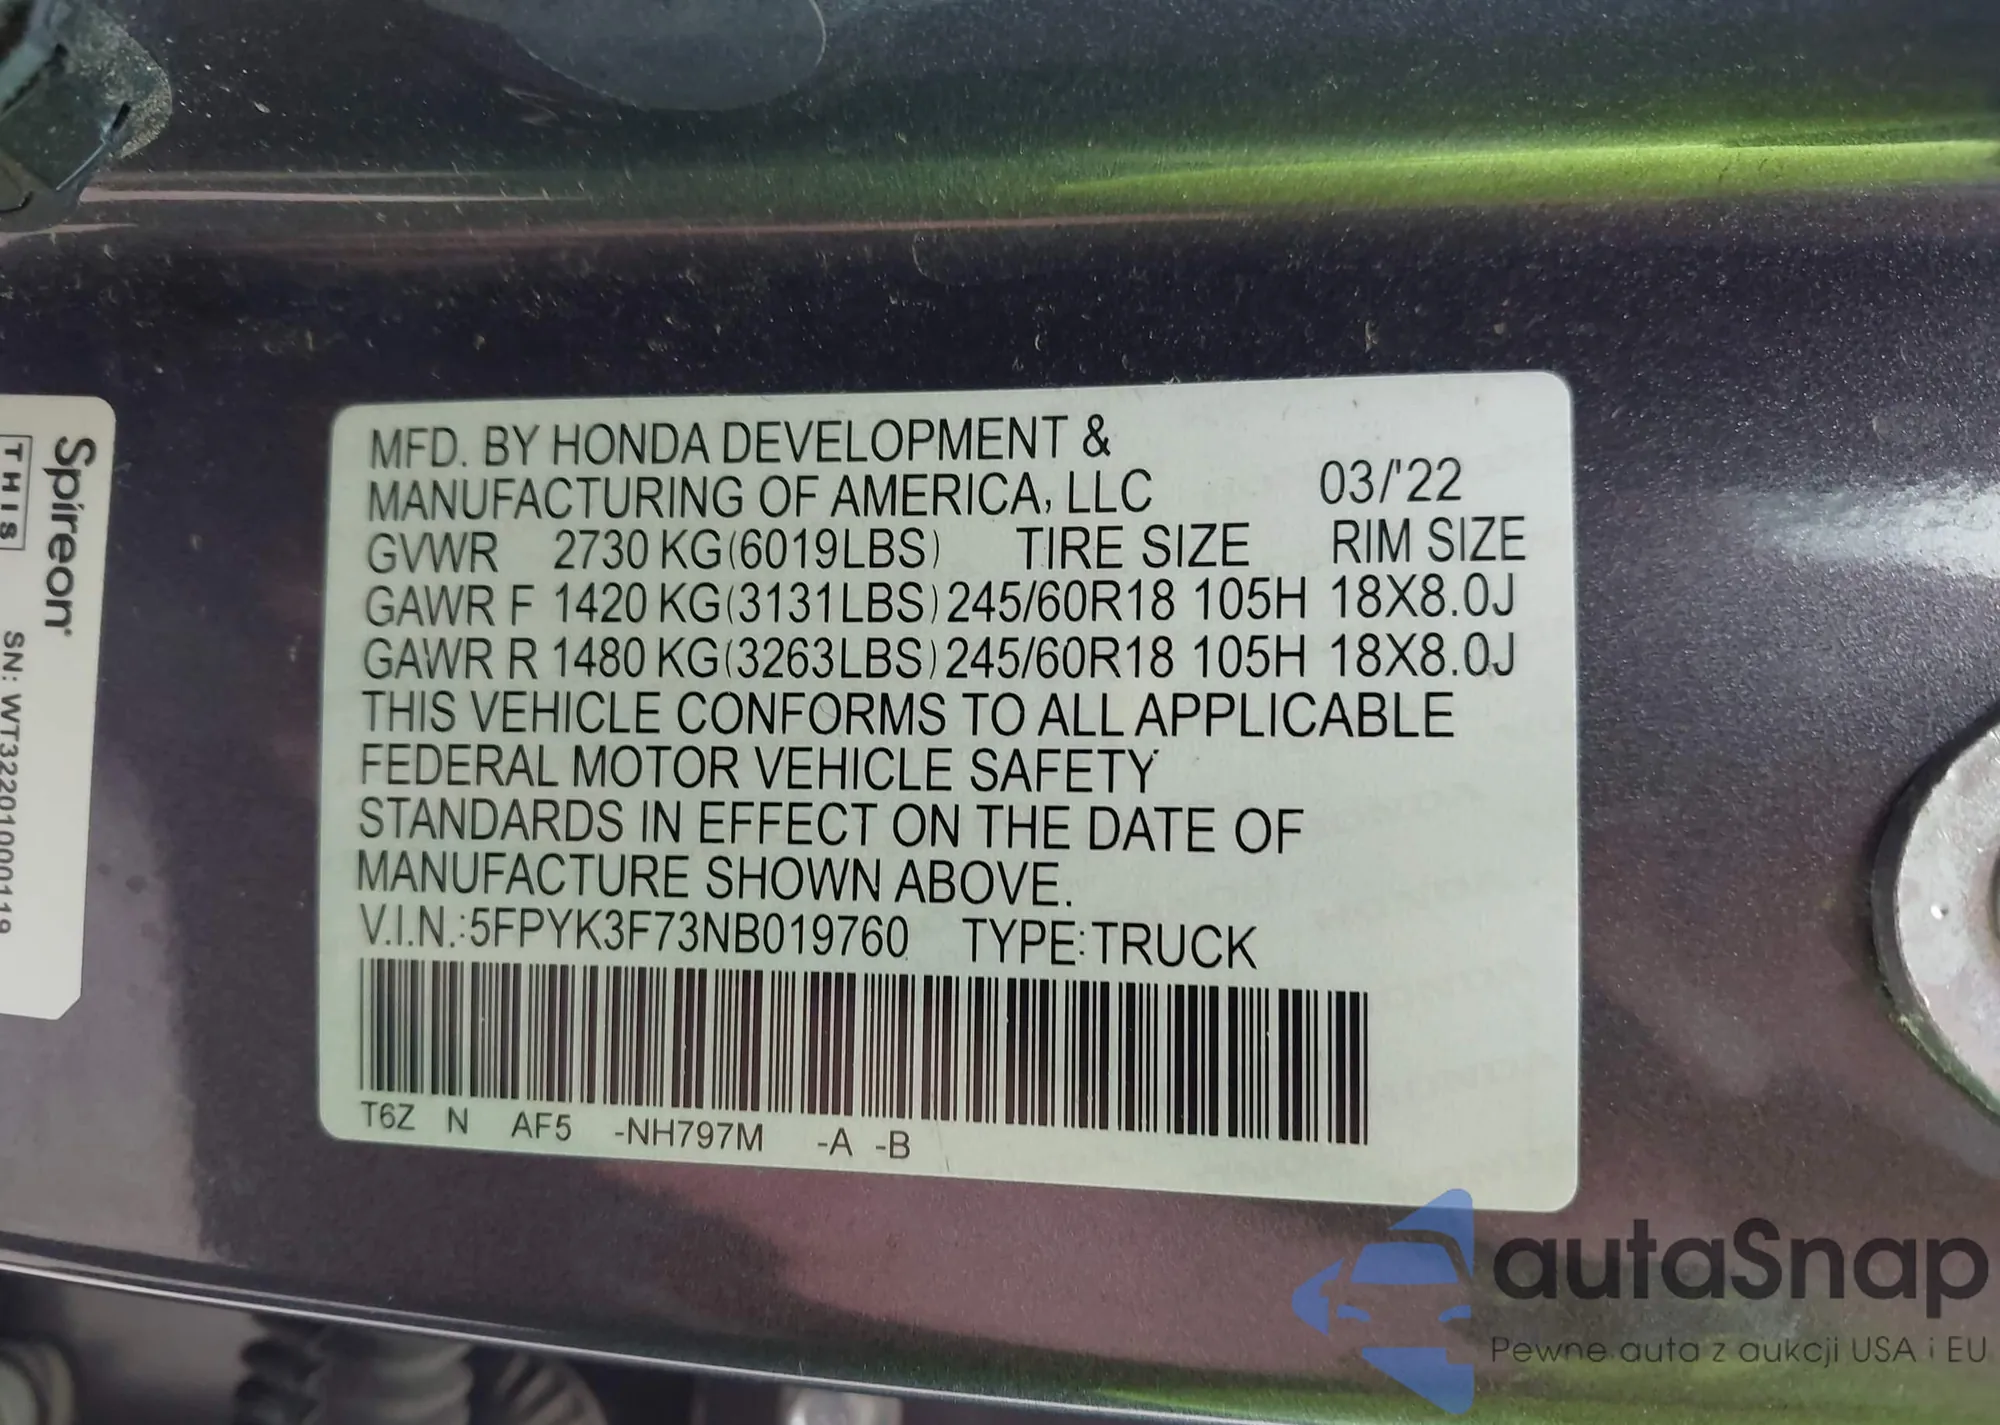 MFD. BY HONDA DEVELOPMENT &
MANUFACTURING OF AMERICA, LLC 03/'22
GVWR 2730 KG(6019LBS) TIRE SIZE RIM SIZE
GAWR F 1420 KG(3131LBS) 245/60R18 105H 18X8.0J
GAWR R 1480 KG(3263LBS) 245/60R18 105H 18X8.0J
THIS VEHICLE CONFORMS TO ALL APPLICABLE
FEDERAL MOTOR VEHICLE SAFETY
STANDARDS IN EFFECT ON THE DATE OF
MANUFACTURE SHOWN ABOVE.
V.I.N.:5FPYK3F73NB019760 TYPE:TRUCK
T6Z N AF5 -NH797M -A -B
Spireon
THIS
SN: WT32201000119
autaSnap
Pewne auta z aukcji USA i EU